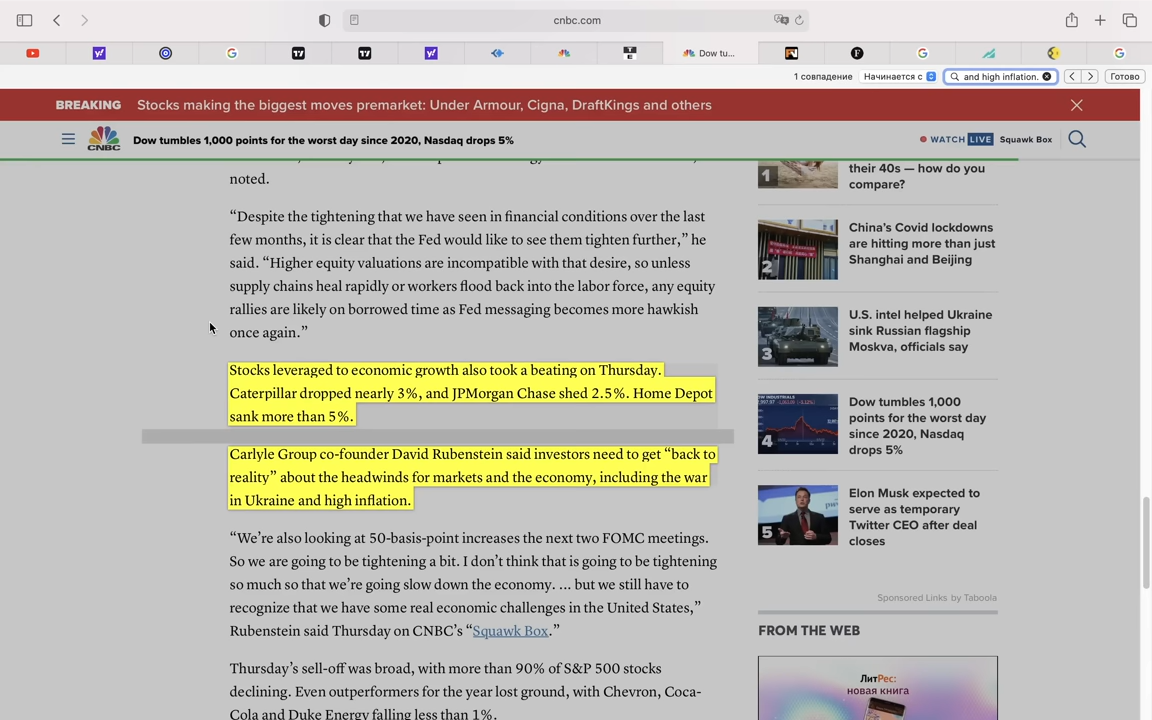 cnbc.com
Dow tu...
1 совпадение
Начинается с
and high inflation.
Готово
BREAKING Stocks making the biggest moves premarket: Under Armour, Cigna, DraftKings and others
CNBC
Dow tumbles 1,000 points for the worst day since 2020, Nasdaq drops 5%
WATCH LIVE Squawk Box
noted.
“Despite the tightening that we have seen in financial conditions over the last
few months, it is clear that the Fed would like to see them tighten further,” he
said. “Higher equity valuations are incompatible with that desire, so unless
supply chains heal rapidly or workers flood back into the labor force, any equity
rallies are likely on borrowed time as Fed messaging becomes more hawkish
once again.”
Stocks leveraged to economic growth also took a beating on Thursday.
Caterpillar dropped nearly 3%, and JPMorgan Chase shed 2.5%. Home Depot
sank more than 5%.
Carlyle Group co-founder David Rubenstein said investors need to get “back to
reality” about the headwinds for markets and the economy, including the war
in Ukraine and high inflation.
“We’re also looking at 50-basis-point increases the next two FOMC meetings.
So we are going to be tightening a bit. I don’t think that is going to be tightening
so much so that we’re going slow down the economy. ... but we still have to
recognize that we have some real economic challenges in the United States,”
Rubenstein said Thursday on CNBC’s “Squawk Box.”
Thursday’s sell-off was broad, with more than 90% of S&P 500 stocks
declining. Even outperformers for the year lost ground, with Chevron, Coca-
Cola and Duke Energy falling less than 1%.
1
their 40s — how do you
compare?
2
China’s Covid lockdowns
are hitting more than just
Shanghai and Beijing
3
U.S. intel helped Ukraine
sink Russian flagship
Moskva, officials say
4
Dow tumbles 1,000
points for the worst day
since 2020, Nasdaq
drops 5%
5
Elon Musk expected to
serve as temporary
Twitter CEO after deal
closes
Sponsored Links by Taboola
FROM THE WEB
ЛитРес:
новая книга